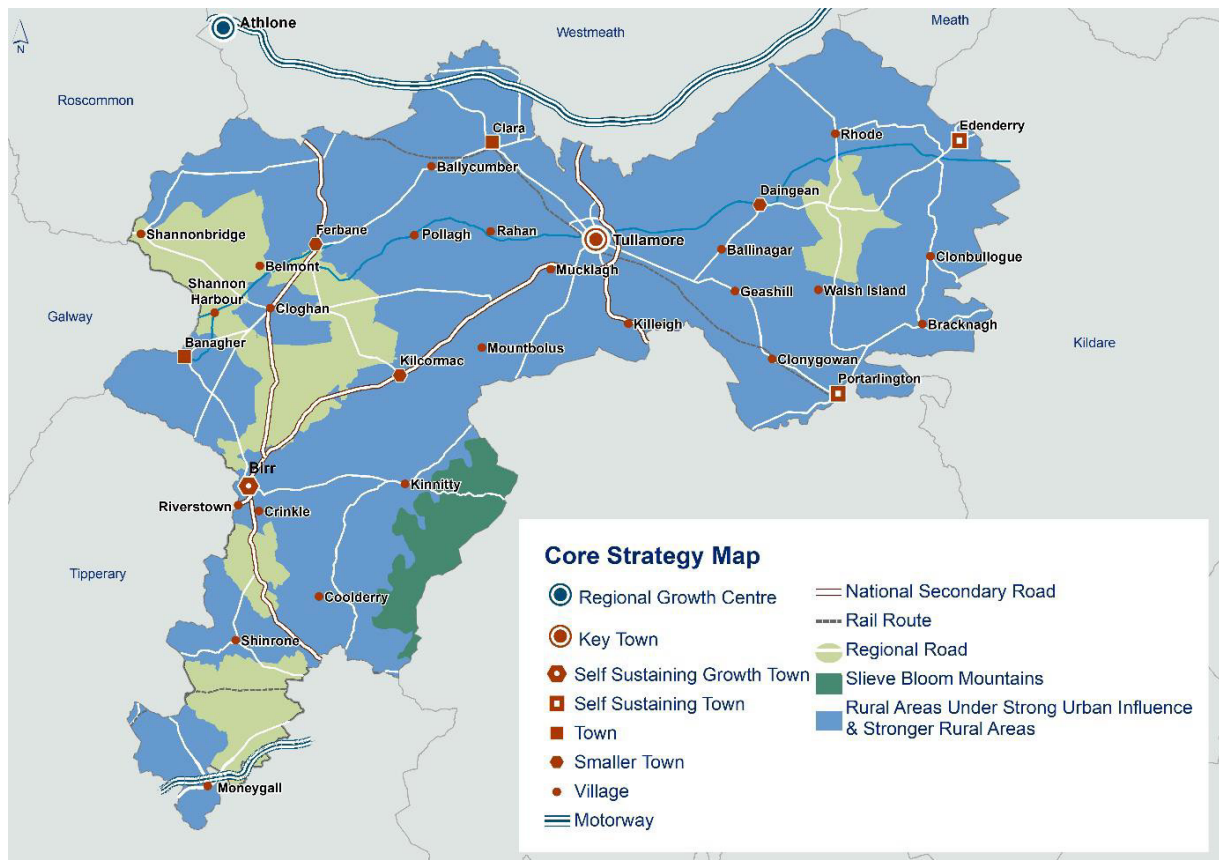 Athlone
Westmeath
Meath
N
Roscommon
Clara
Rhode
Edenderry
Ballycumber
Daingean
Shannonbridge
Ferbane
Pollagh
Rahan
Tullamore
Ballinagar
Clonbullogue
Belmont
Mucklagh
Shannon
Harbour
Geashill
Walsh Island
Galway
Cloghan
Killeigh
Bracknagh
Banagher
Mountbolus
Kildare
Kilcormac
Clonygowan
Portarlington
Birr
Kinnitty
Riverstown
Crinkle
Tipperary
Coolderry
Shinrone
Moneygall
Core Strategy Map
Regional Growth Centre
Key Town
Self Sustaining Growth Town
Self Sustaining Town
Town
Smaller Town
Village
Motorway
National Secondary Road
Rail Route
Regional Road
Slieve Bloom Mountains
Rural Areas Under Strong Urban Influence
& Stronger Rural Areas